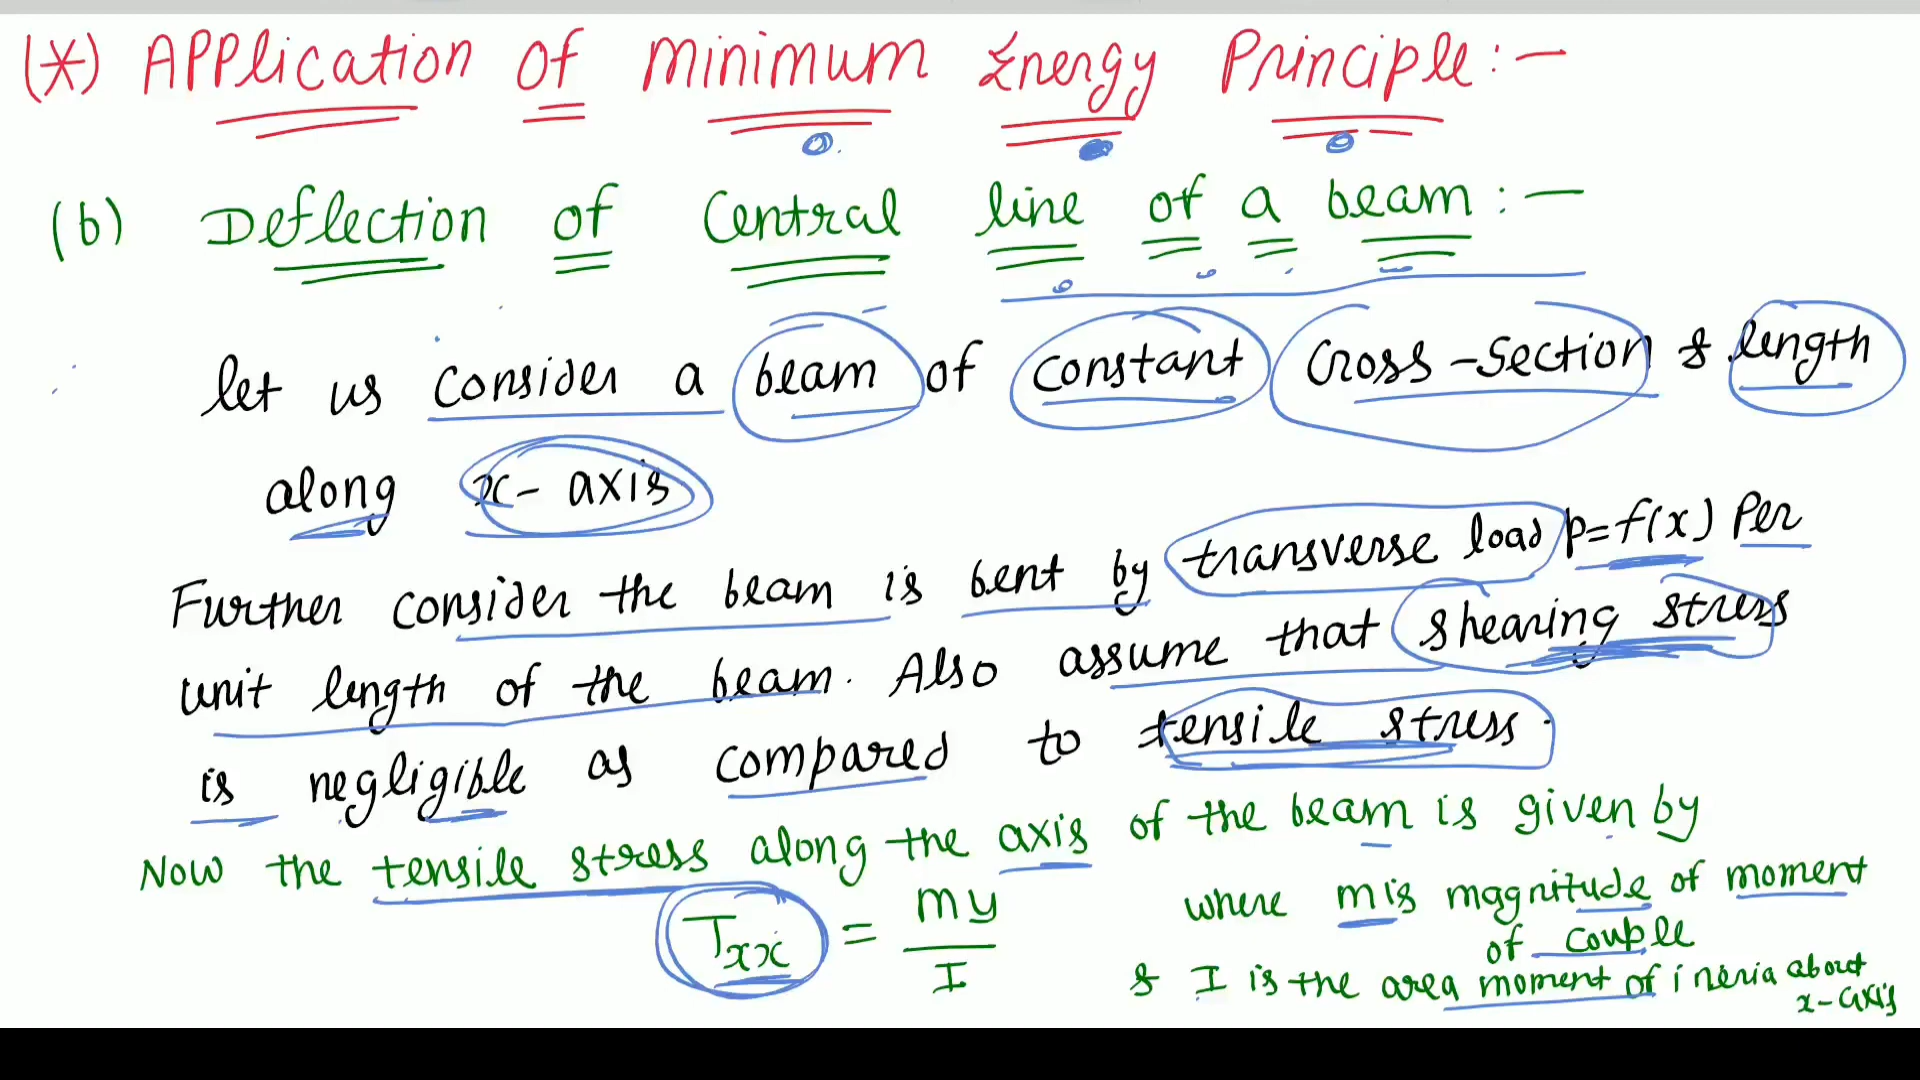 (*) Application of Minimum Energy Principle:-
(b) Deflection of Central line of a beam:-
let us consider a beam of constant Cross-section & length
along x-axis
Further consider the beam is bent by transverse load p=f(x) Per
unit length of the beam. Also assume that shearing stress
is negligible as compared to tensile stress.
Now the tensile stress along the axis of the beam is given by
Txx = my/I
where m is magnitude of moment
of couple
& I is the area moment of ineria about
x-axis